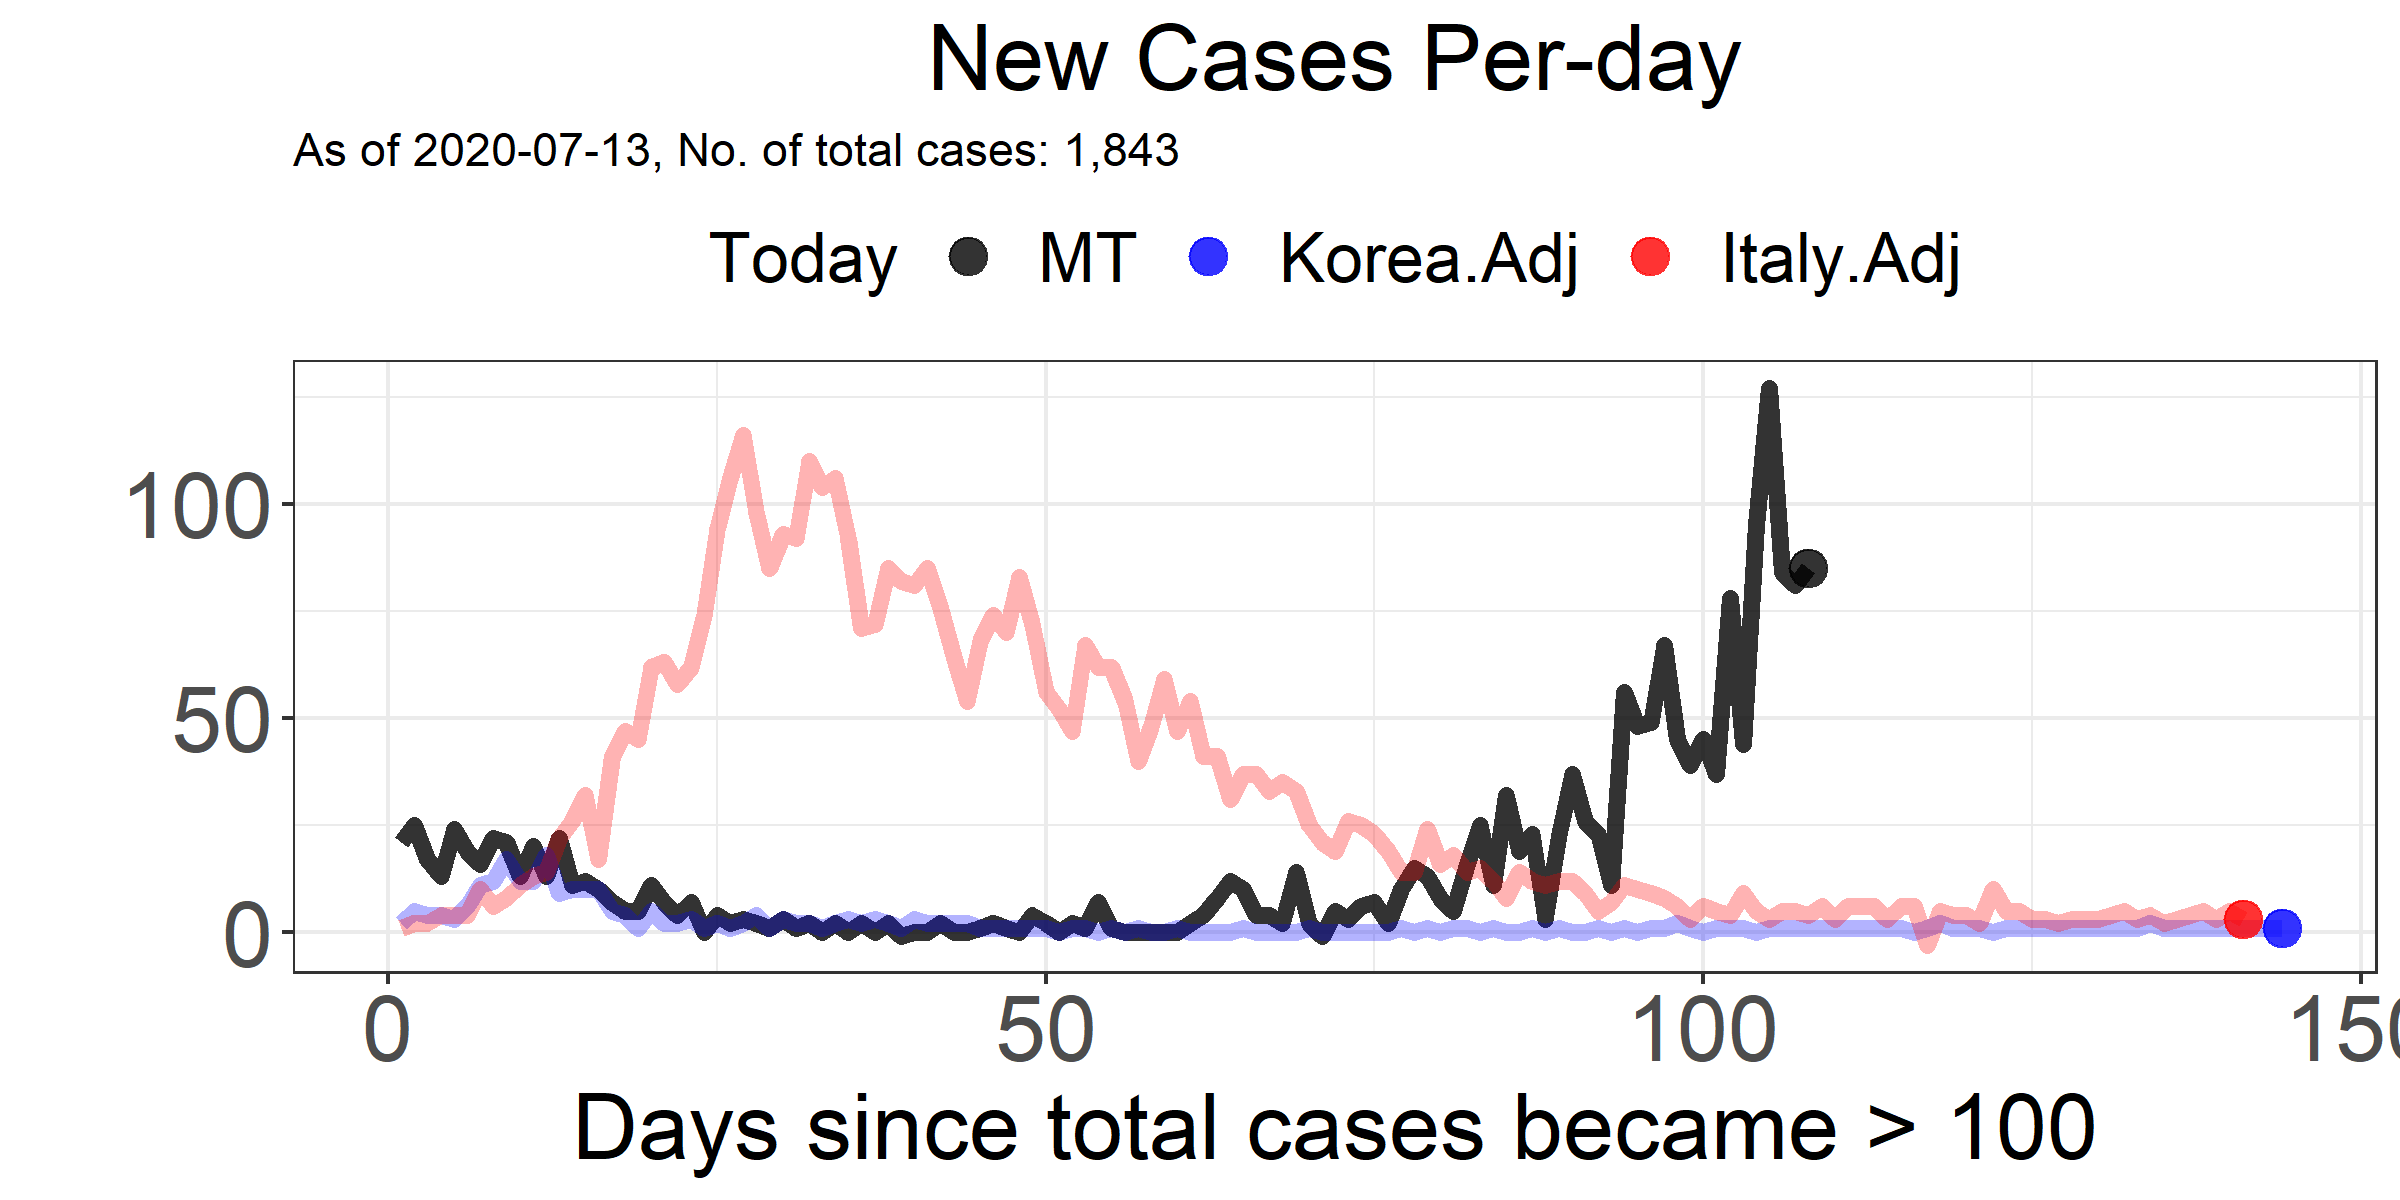 New Cases Per-day
As of 2020-07-13, No. of total cases: 1,843
Today MT Korea.Adj Italy.Adj
100
50
0
0 50 100 150
Days since total cases became > 100